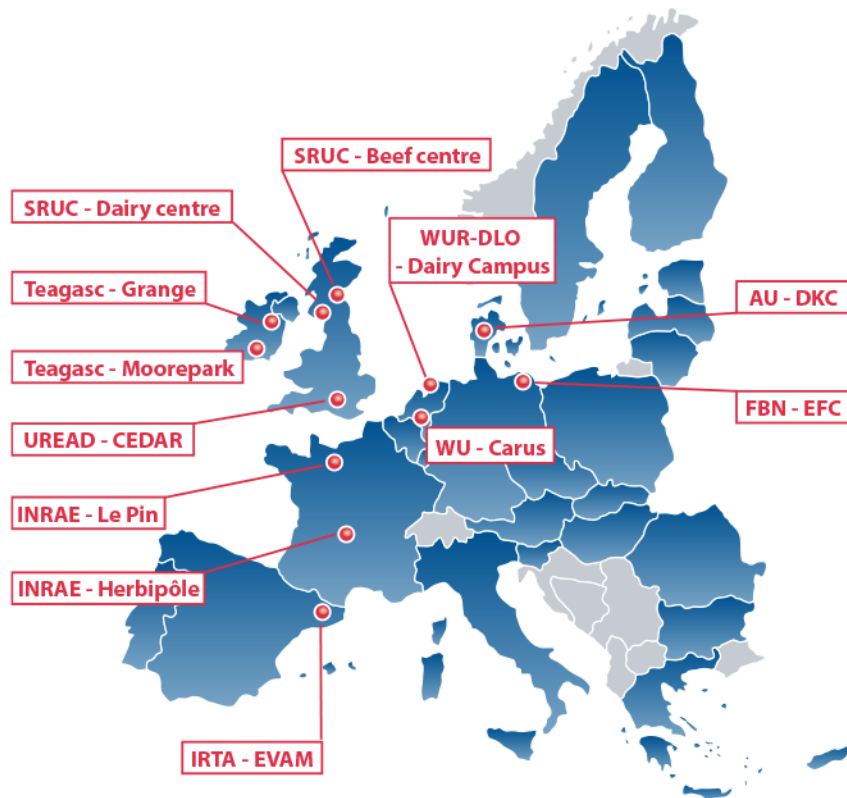 SRUC - Beef centre
SRUC - Dairy centre
WUR-DLO
- Dairy Campus
Teagasc - Grange
AU - DKC
Teagasc - Moorepark
FBN - EFC
UREAD - CEDAR
WU - Carus
INRAE - Le Pin
INRAE - Herbipôle
IRTA - EVAM